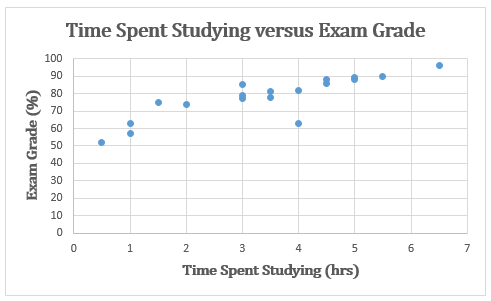 Time Spent Studying versus Exam Grade
Exam Grade (%)
100
90
80
70
60
50
40
30
20
10
0
0 1 2 3 4 5 6 7
Time Spent Studying (hrs)